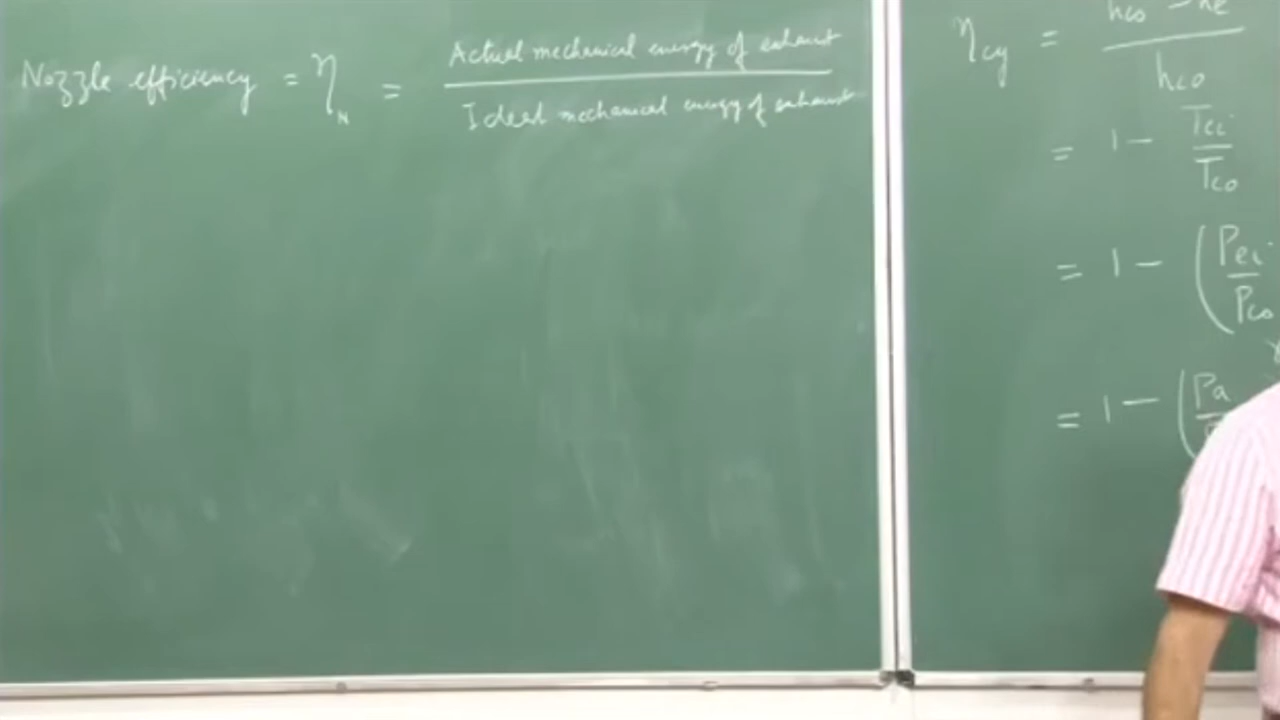 Nozzle efficiency = η_N = Actual mechanical energy of exhaust
Ideal mechanical energy of exhaust
η_cy = h_co - h_e
h_co
= 1 - T_ei
T_co
= 1 - (P_ei
P_co
= 1 - (P_a